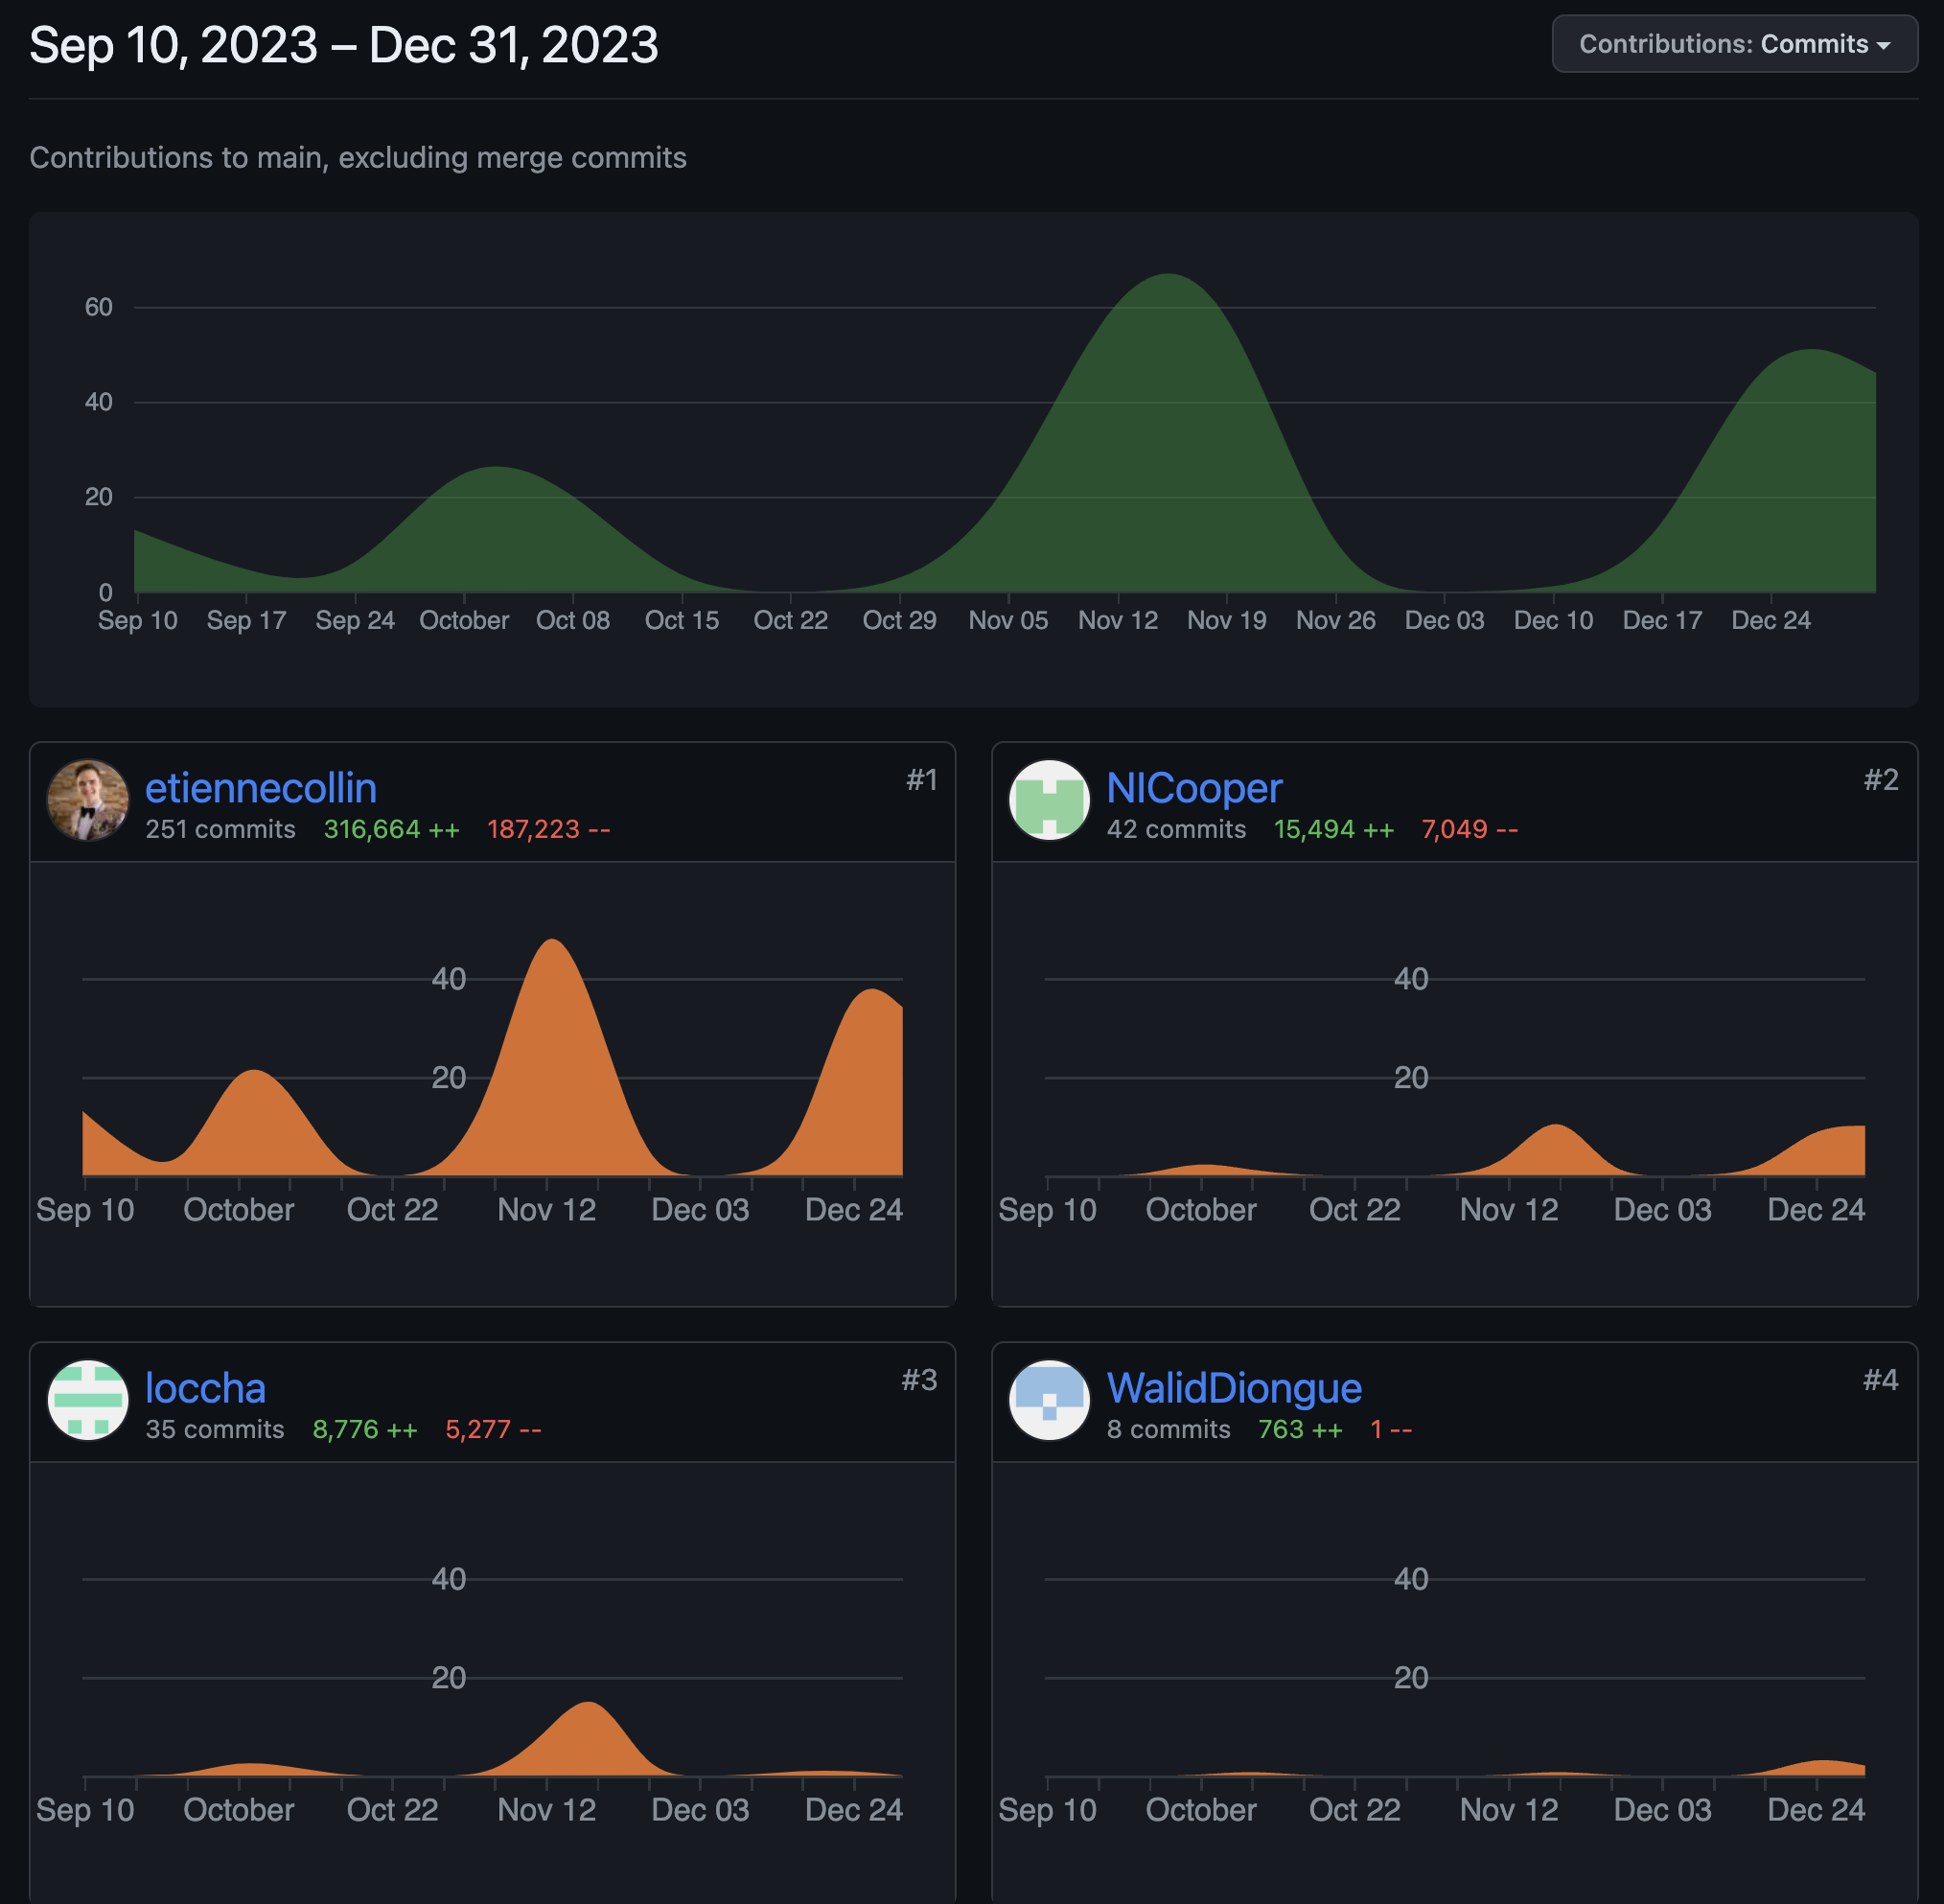 Sep 10, 2023 – Dec 31, 2023
Contributions: Commits
Contributions to main, excluding merge commits
60
40
20
0
Sep 10 Sep 17 Sep 24 October Oct 08 Oct 15 Oct 22 Oct 29 Nov 05 Nov 12 Nov 19 Nov 26 Dec 03 Dec 10 Dec 17 Dec 24
etiennecollin
#1
251 commits 316,664 ++ 187,223 --
40
20
Sep 10 October Oct 22 Nov 12 Dec 03 Dec 24
NICooper
#2
42 commits 15,494 ++ 7,049 --
40
20
Sep 10 October Oct 22 Nov 12 Dec 03 Dec 24
loccha
#3
35 commits 8,776 ++ 5,277 --
40
20
Sep 10 October Oct 22 Nov 12 Dec 03 Dec 24
WalidDiongue
#4
8 commits 763 ++ 1 --
40
20
Sep 10 October Oct 22 Nov 12 Dec 03 Dec 24